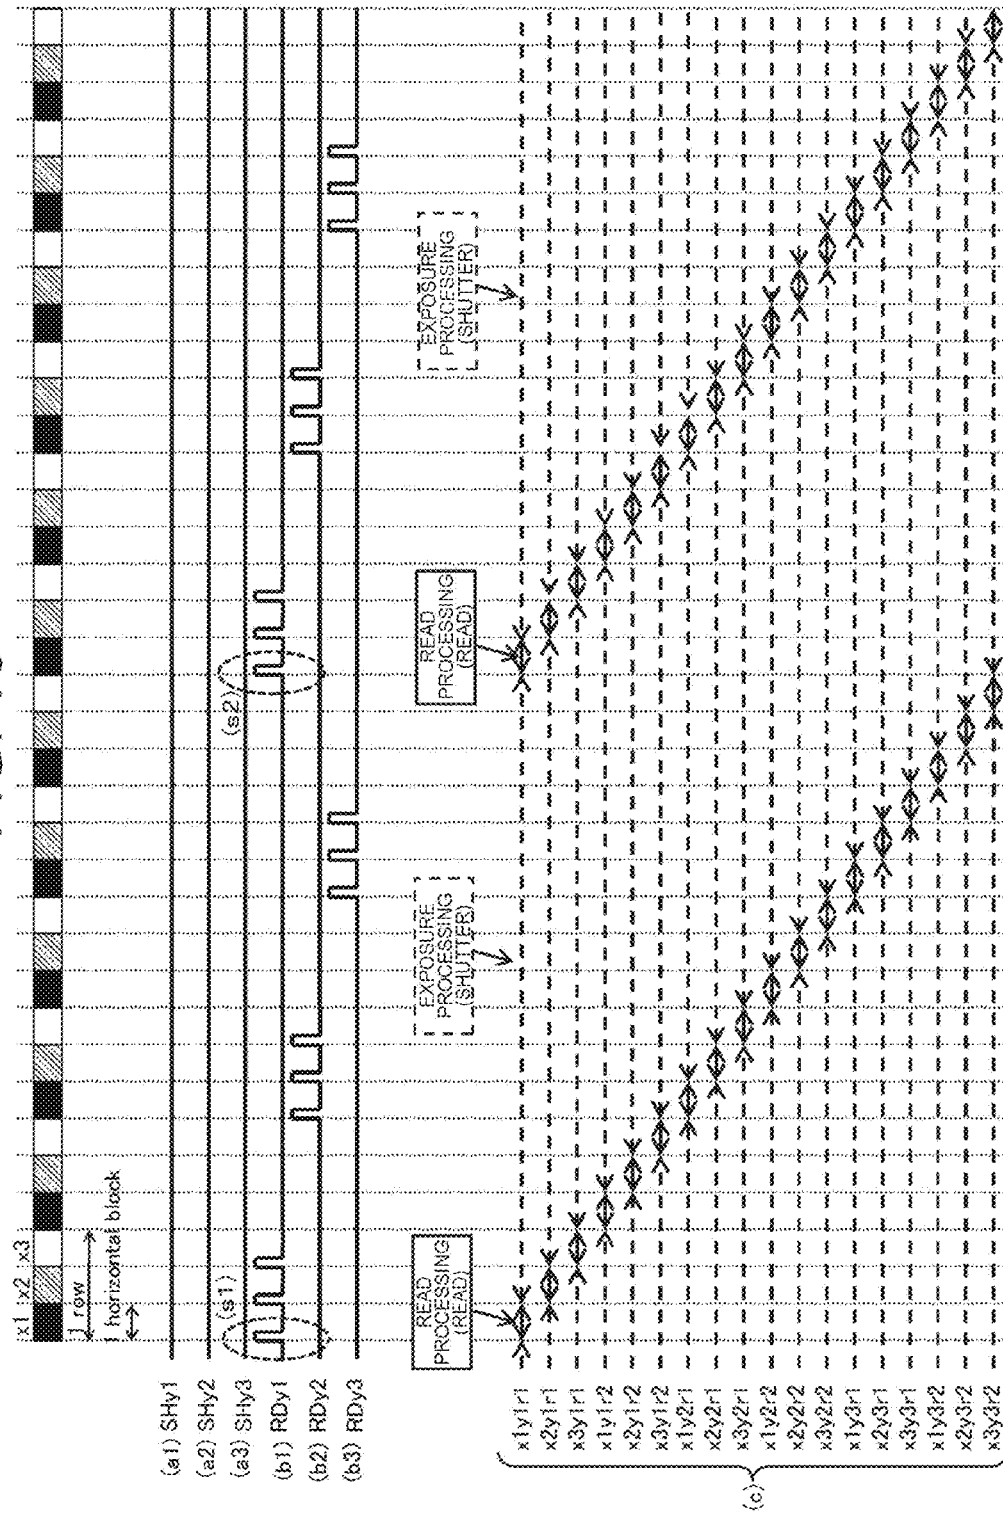 x1 x2 x3
1 row
1 horizontal block
(a1) SHy1
(a2) SHy2
(a3) SHy3
(b1) RDy1
(b2) RDy2
(b3) RDy3
(s1)
(s2)
READ
PROCESSING
(READ)
EXPOSURE
PROCESSING
(SHUTTER)
READ
PROCESSING
(READ)
EXPOSURE
PROCESSING
(SHUTTER)
(c)
x1y1r1
x2y1r1
x3y1r1
x1y1r2
x2y1r2
x3y1r2
x1y2r1
x2y2r1
x3y2r1
x1y2r2
x2y2r2
x3y2r2
x1y3r1
x2y3r1
x3y3r1
x1y3r2
x2y3r2
x3y3r2